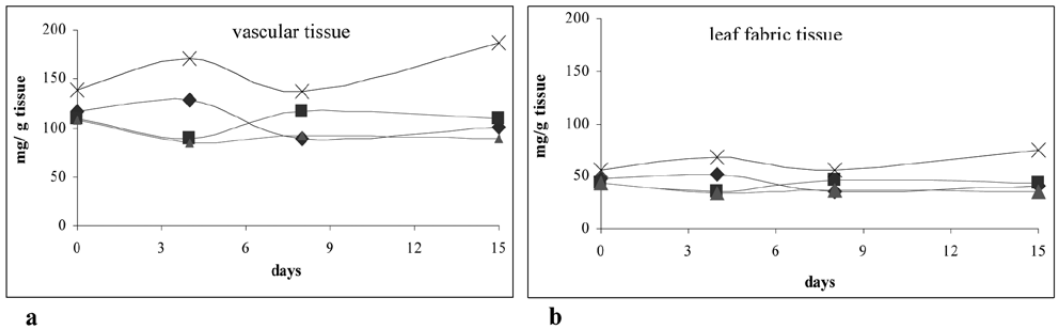 vascular tissue
200
150
100
50
0
mg/ g tissue
0 3 6 9 12 15
days
a
leaf fabric tissue
200
150
100
50
0
mg/g tissue
0 3 6 9 12 15
days
b